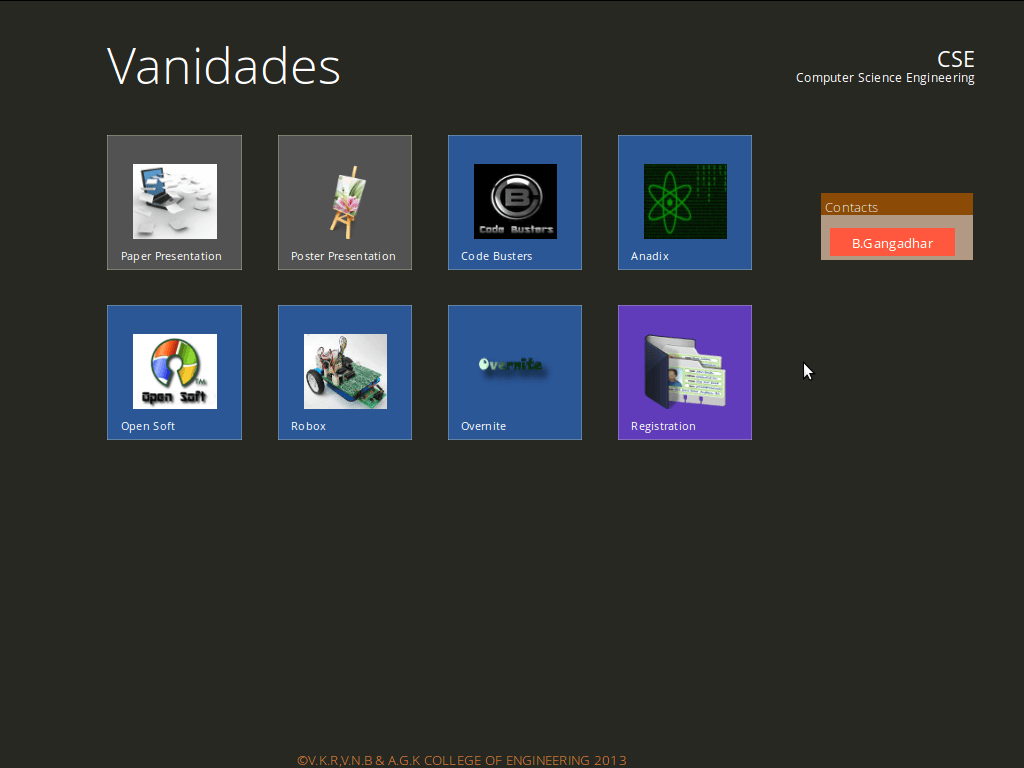 Vanidades
CSE
Computer Science Engineering
Code Busters
Paper Presentation
Poster Presentation
Code Busters
Anadix
Contacts
B.Gangadhar
Open Soft
TM
Overnite
Open Soft
Robox
Overnite
Registration
©V.K.R,V.N.B & A.G.K COLLEGE OF ENGINEERING 2013